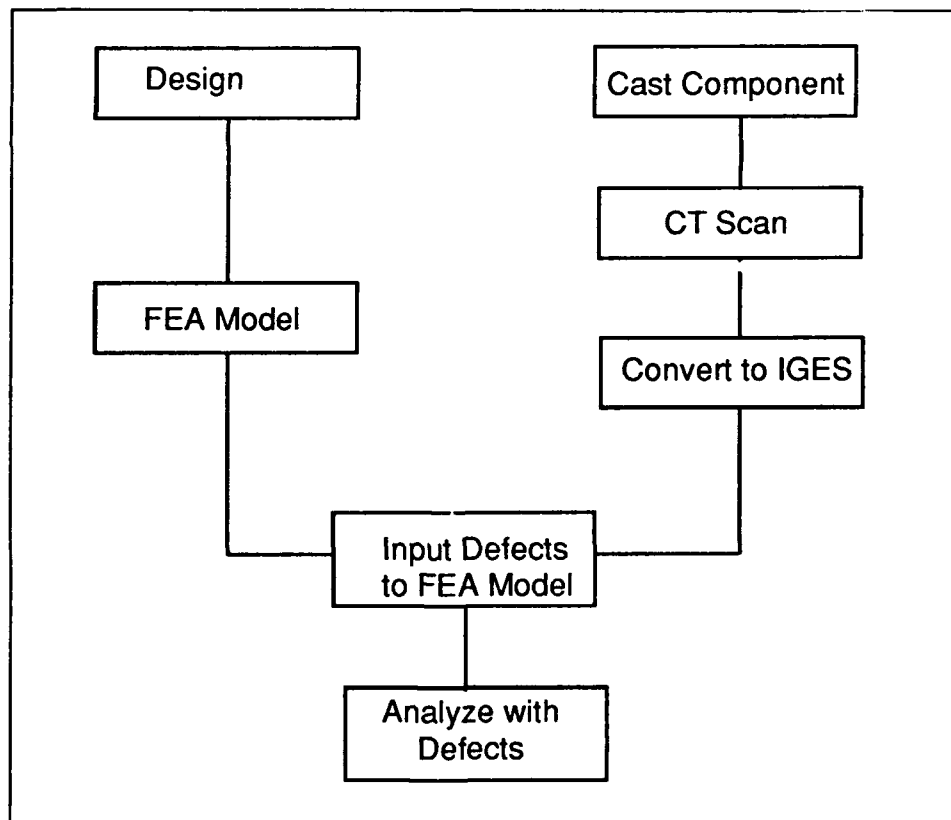 Design
Cast Component
CT Scan
FEA Model
Convert to IGES
Input Defects
to FEA Model
Analyze with
Defects